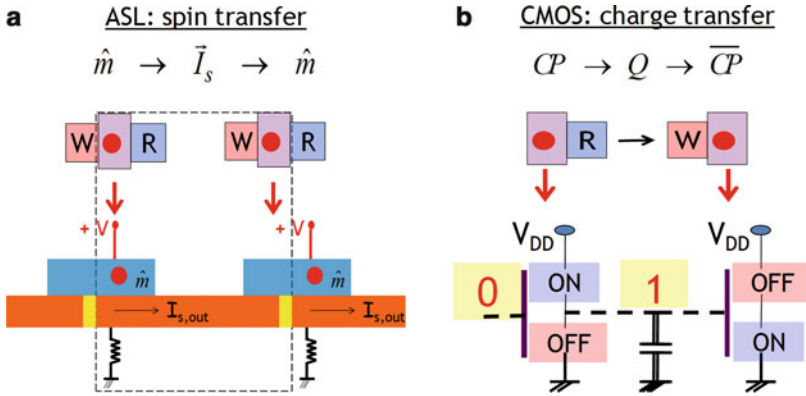 a
ASL: spin transfer
m̂ → I⃗s → m̂
W R
W R
+ V
+ V
m̂
m̂
Is,out
Is,out
b
CMOS: charge transfer
CP → Q → C̅P̅
R → W
VDD
VDD
0
ON
1
OFF
OFF
ON